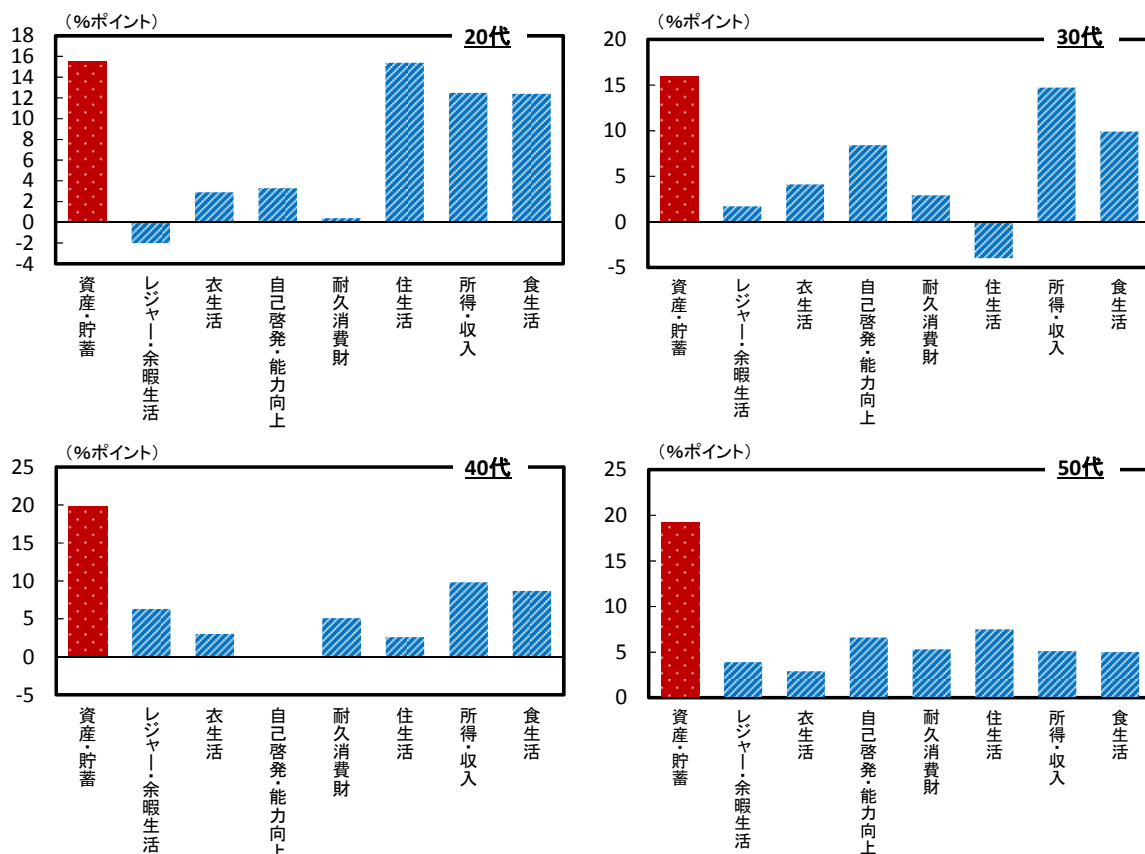 （％ポイント）
20代
18
16
14
12
10
8
6
4
2
0
-2
-4
資産・貯蓄
レジャー・余暇生活
衣生活
自己啓発・能力向上
耐久消費財
住生活
所得・収入
食生活
（％ポイント）
30代
20
15
10
5
0
-5
資産・貯蓄
レジャー・余暇生活
衣生活
自己啓発・能力向上
耐久消費財
住生活
所得・収入
食生活
（％ポイント）
40代
25
20
15
10
5
0
-5
資産・貯蓄
レジャー・余暇生活
衣生活
自己啓発・能力向上
耐久消費財
住生活
所得・収入
食生活
（％ポイント）
50代
25
20
15
10
5
0
資産・貯蓄
レジャー・余暇生活
衣生活
自己啓発・能力向上
耐久消費財
住生活
所得・収入
食生活